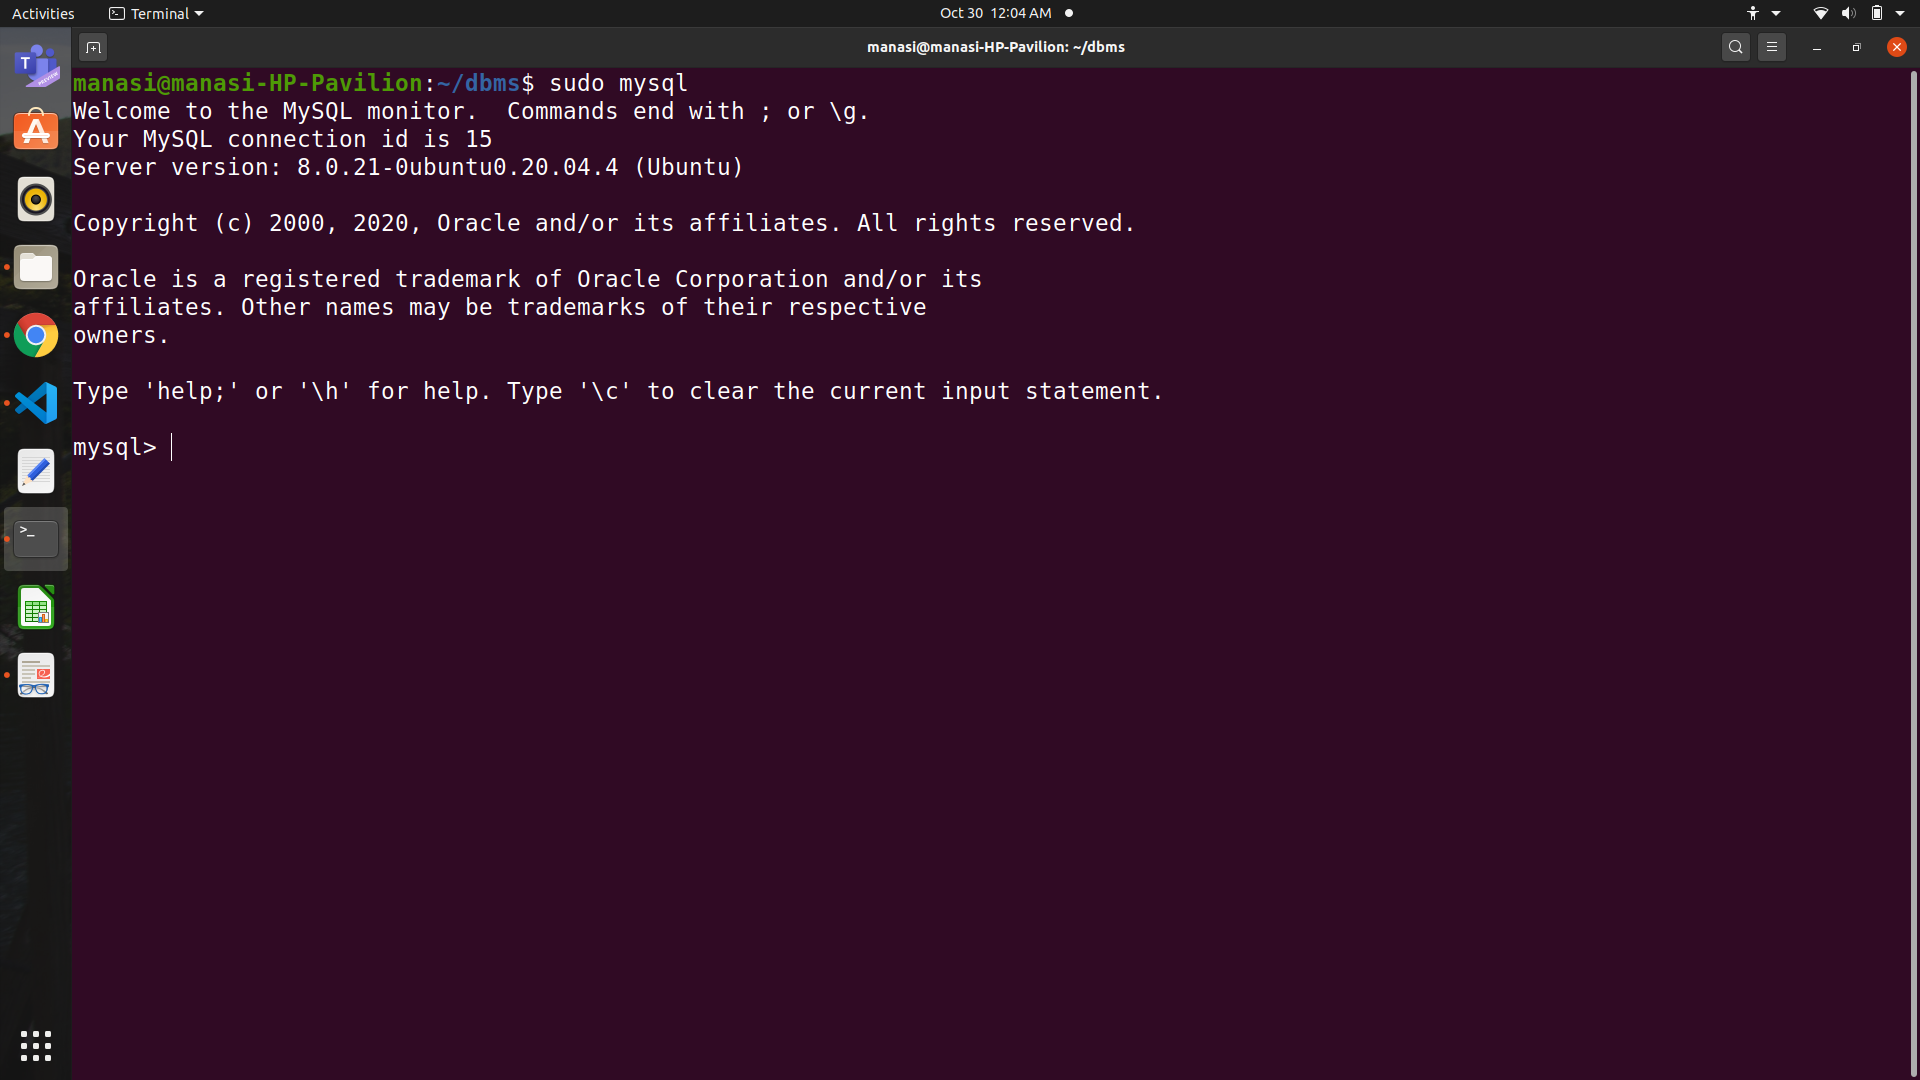 Activities Terminal Oct 30 12:04 AM
manasi@manasi-HP-Pavilion: ~/dbms
manasi@manasi-HP-Pavilion:~/dbms$ sudo mysql
Welcome to the MySQL monitor.  Commands end with ; or \g.
Your MySQL connection id is 15
Server version: 8.0.21-0ubuntu0.20.04.4 (Ubuntu)
Copyright (c) 2000, 2020, Oracle and/or its affiliates. All rights reserved.
Oracle is a registered trademark of Oracle Corporation and/or its
affiliates. Other names may be trademarks of their respective
owners.
Type 'help;' or '\h' for help. Type '\c' to clear the current input statement.
mysql>
T
PREVIEW
>_